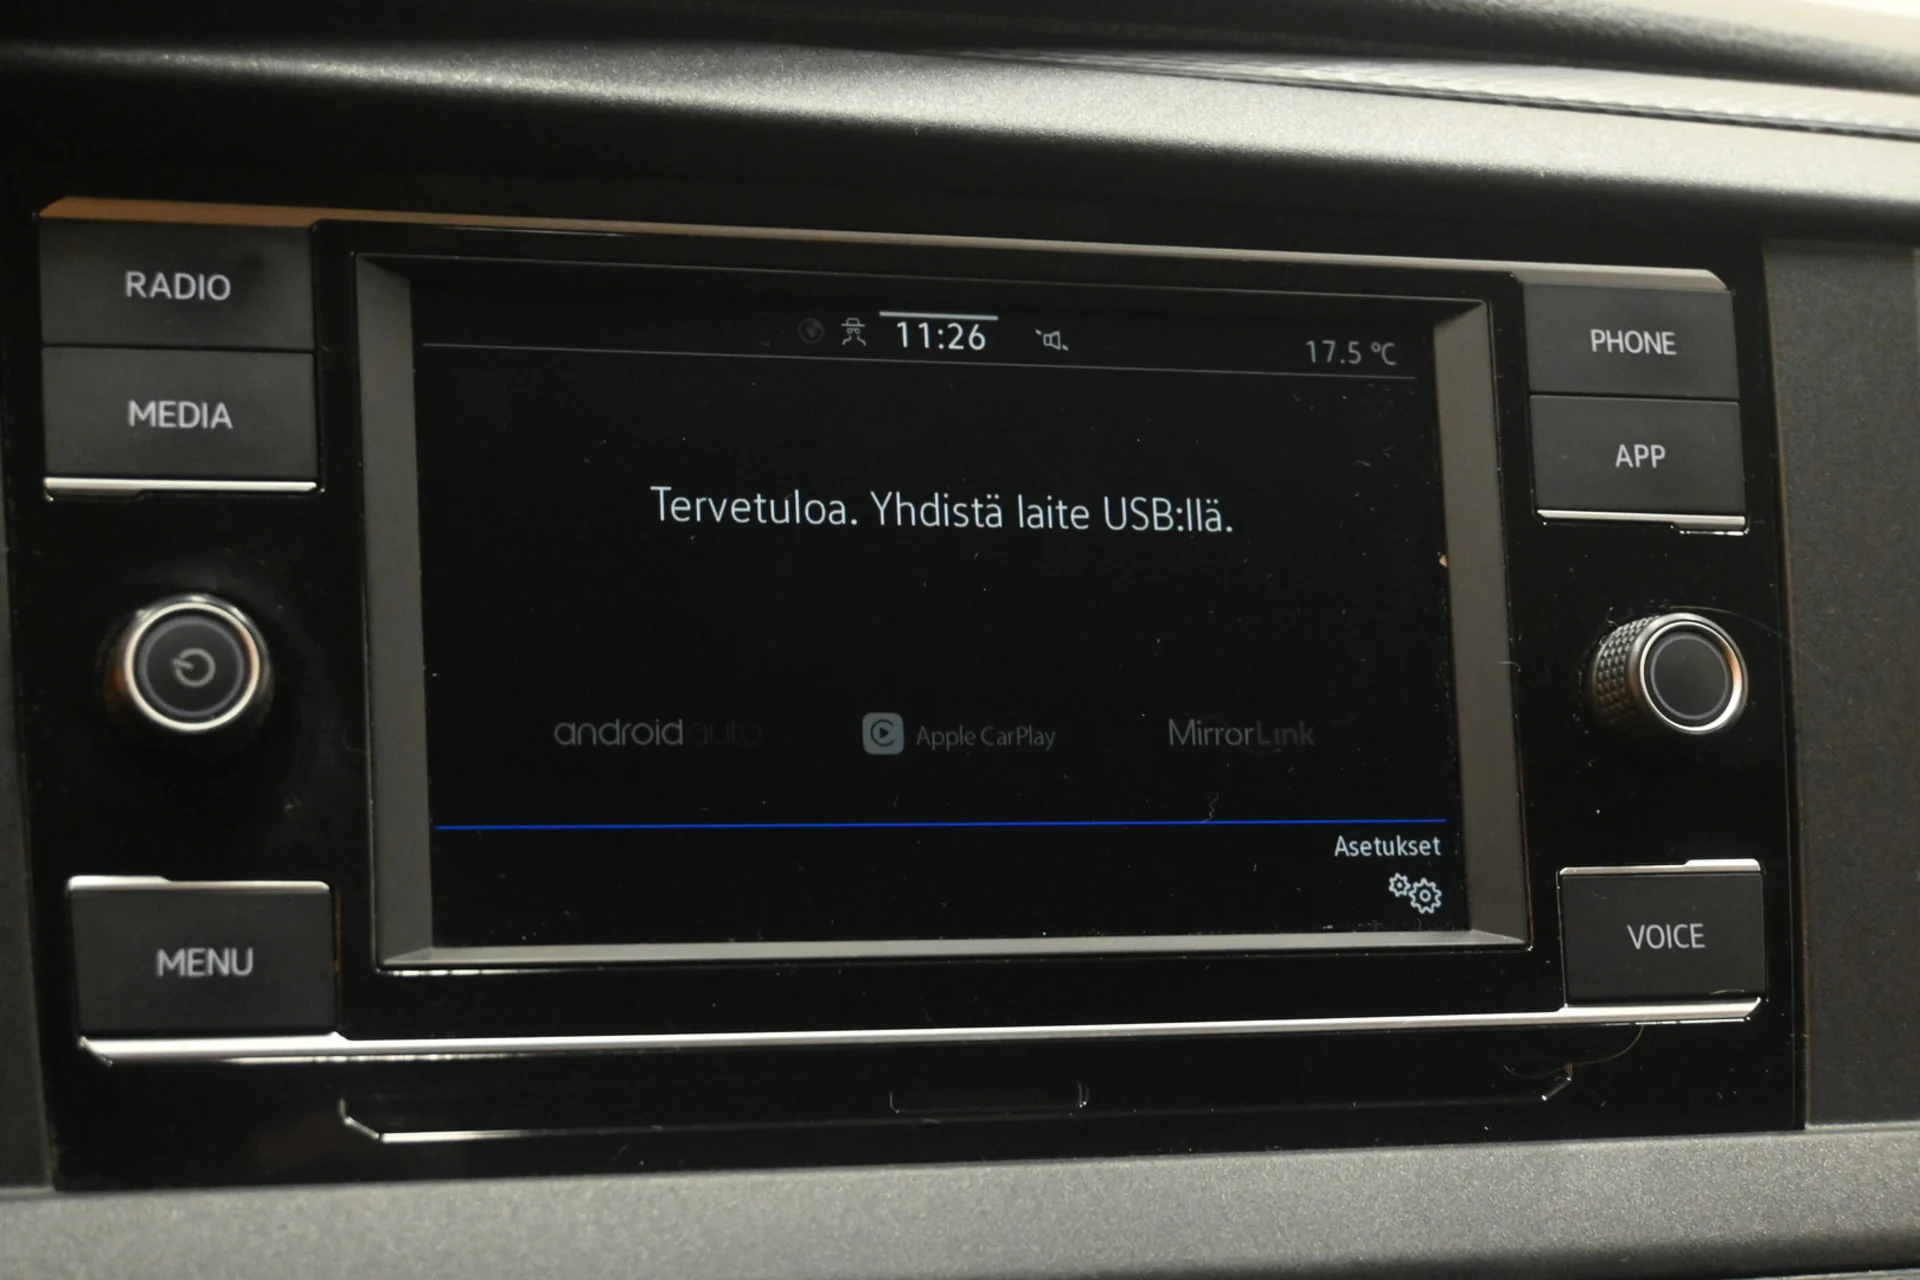 RADIO
MEDIA
MENU
11:26
17.5 °C
Tervetuloa. Yhdistä laite USB:llä.
androidauto
Apple CarPlay
MirrorLink
Asetukset
PHONE
APP
VOICE